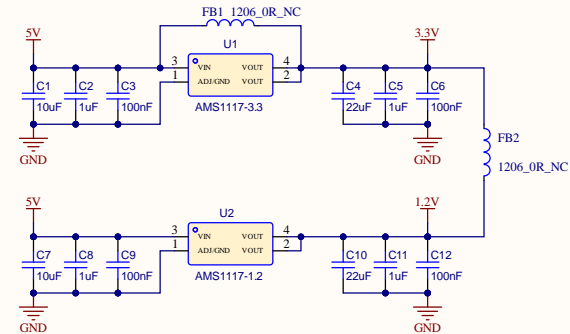 FB1 1206_0R_NC
5V
U1
3.3V
3 VIN VOUT 4
1 ADJ/GND VOUT 2
C1 C2 C3
10uF 1uF 100nF
AMS1117-3.3
C4 C5 C6
22uF 1uF 100nF
GND
GND
FB2
1206_0R_NC
5V
U2
1.2V
3 VIN VOUT 4
1 ADJ/GND VOUT 2
C7 C8 C9
10uF 1uF 100nF
AMS1117-1.2
C10 C11 C12
22uF 1uF 100nF
GND
GND